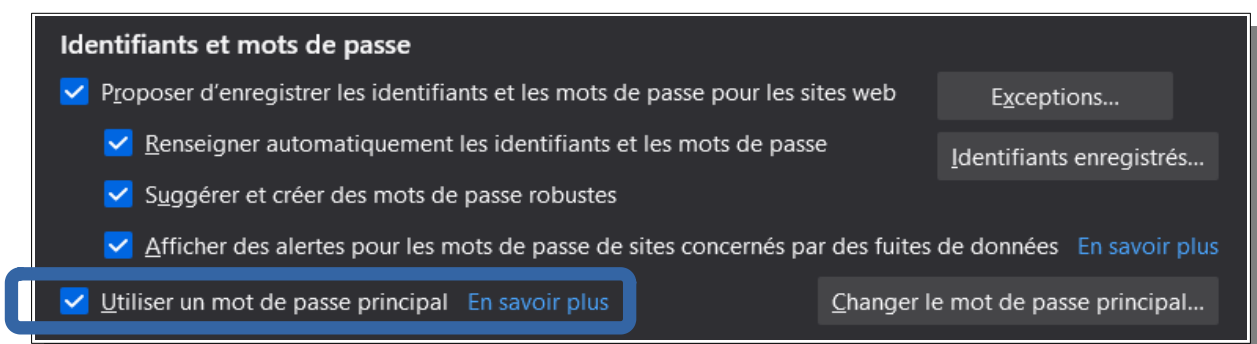 Identifiants et mots de passe
Proposer d'enregistrer les identifiants et les mots de passe pour les sites web
Exceptions...
Renseigner automatiquement les identifiants et les mots de passe
Identifiants enregistrés...
Suggérer et créer des mots de passe robustes
Afficher des alertes pour les mots de passe de sites concernés par des fuites de données En savoir plus
Utiliser un mot de passe principal En savoir plus
Changer le mot de passe principal...